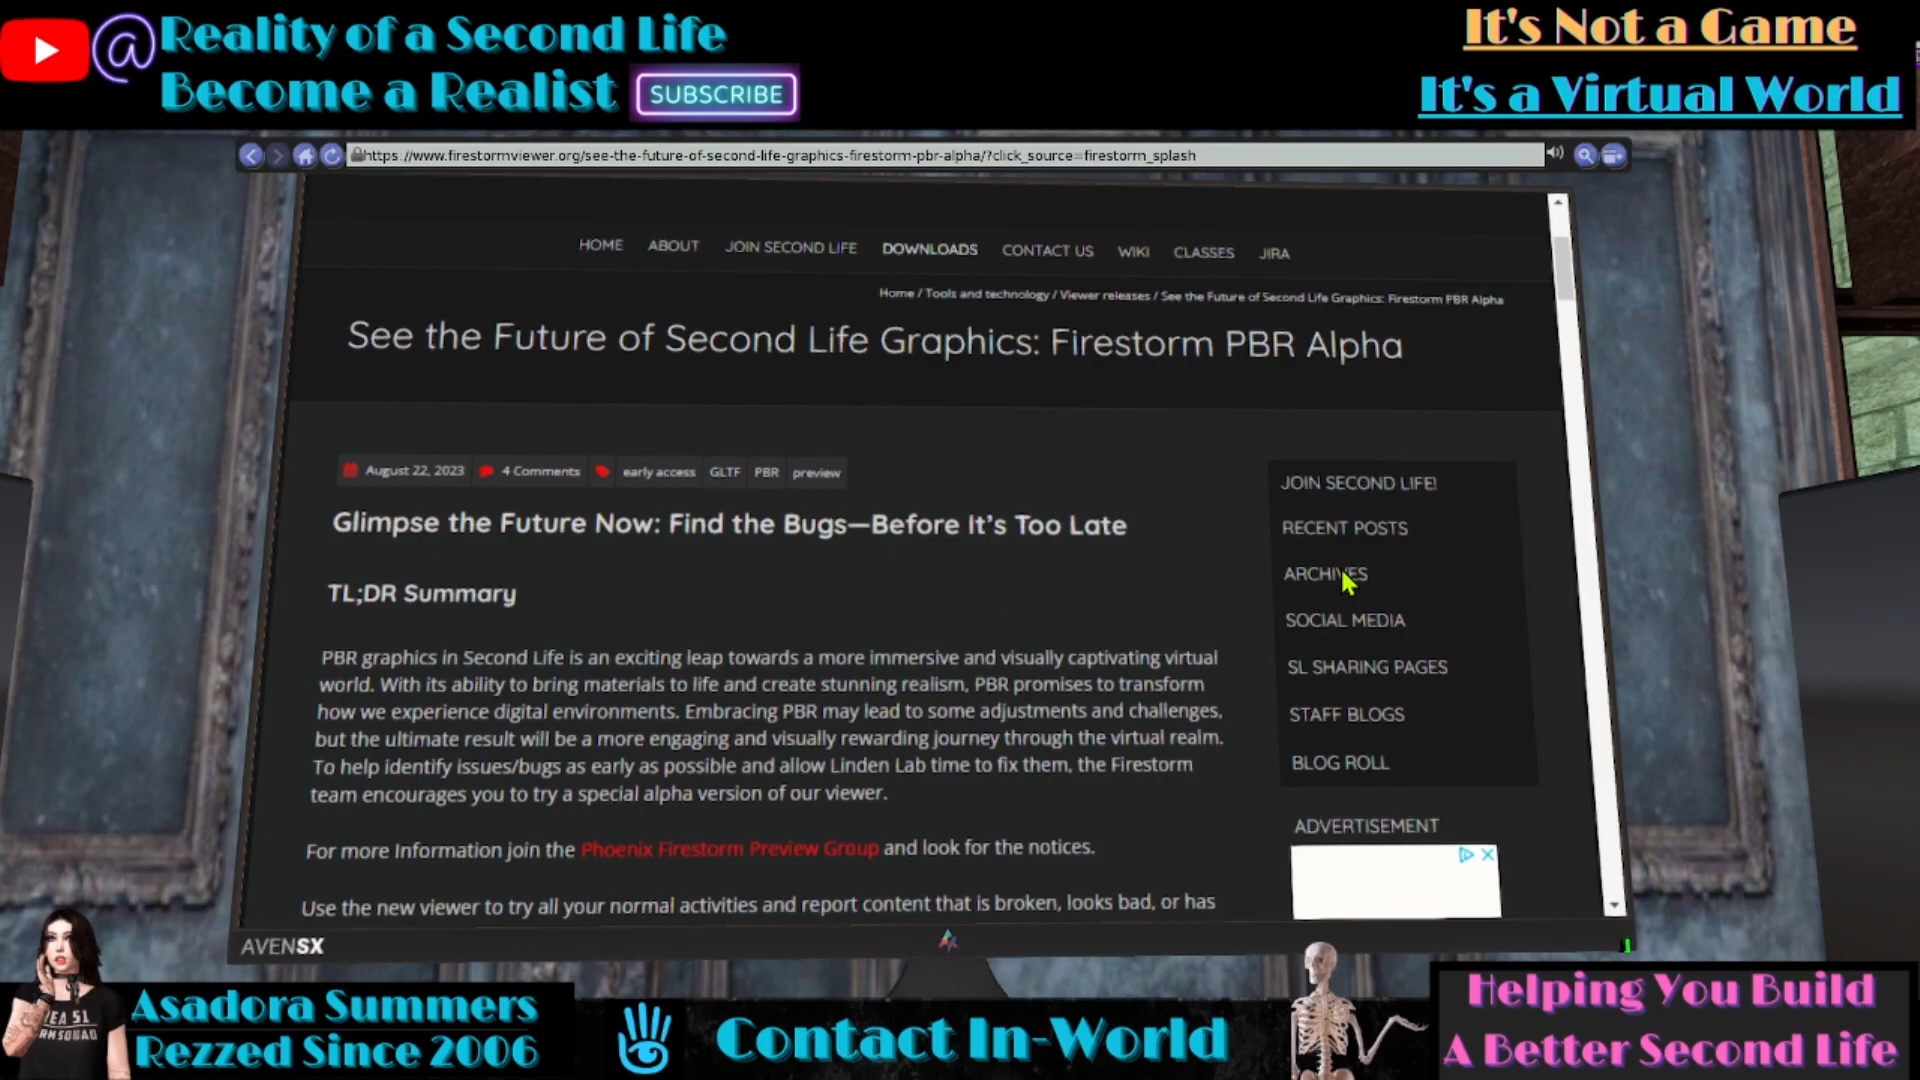 Reality of a Second Life
Become a Realist
SUBSCRIBE
It's Not a Game
It's a Virtual World
https://www.firestormviewer.org/see-the-future-of-second-life-graphics-firestorm-pbr-alpha/?click_source=firestorm_splash
HOME ABOUT JOIN SECOND LIFE DOWNLOADS CONTACT US WIKI CLASSES JIRA
Home / Tools and technology / Viewer releases / See the Future of Second Life Graphics: Firestorm PBR Alpha
See the Future of Second Life Graphics: Firestorm PBR Alpha
August 22, 2023 4 Comments early access GLTF PBR preview
Glimpse the Future Now: Find the Bugs—Before It's Too Late
TL;DR Summary
PBR graphics in Second Life is an exciting leap towards a more immersive and visually captivating virtual
world. With its ability to bring materials to life and create stunning realism, PBR promises to transform
how we experience digital environments. Embracing PBR may lead to some adjustments and challenges,
but the ultimate result will be a more engaging and visually rewarding journey through the virtual realm.
To help identify issues/bugs as early as possible and allow Linden Lab time to fix them, the Firestorm
team encourages you to try a special alpha version of our viewer.
For more Information join the Phoenix Firestorm Preview Group and look for the notices.
Use the new viewer to try all your normal activities and report content that is broken, looks bad, or has
JOIN SECOND LIFE!
RECENT POSTS
ARCHIVES
SOCIAL MEDIA
SL SHARING PAGES
STAFF BLOGS
BLOG ROLL
ADVERTISEMENT
AVENSX
Asadora Summers
Rezzed Since 2006
Contact In-World
Helping You Build
A Better Second Life